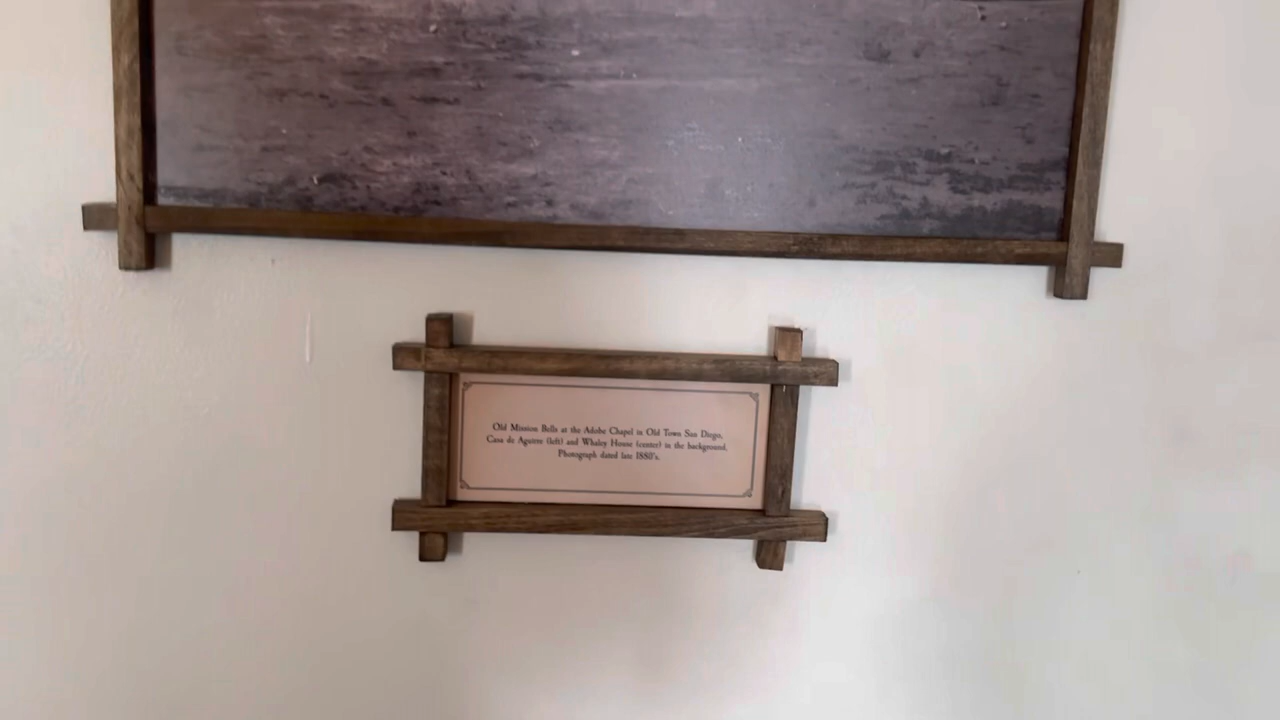 Old Mission Bells at the Adobe Chapel in Old Town San Diego,
Casa de Aguirre (left) and Whaley House (center) in the background.
Photograph dated late 1880's.